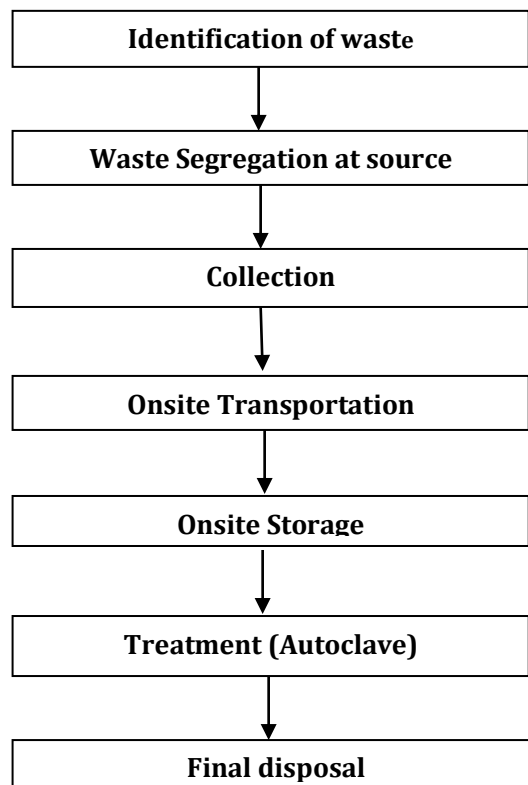 Identification of waste
Waste Segregation at source
Collection
Onsite Transportation
Onsite Storage
Treatment (Autoclave)
Final disposal